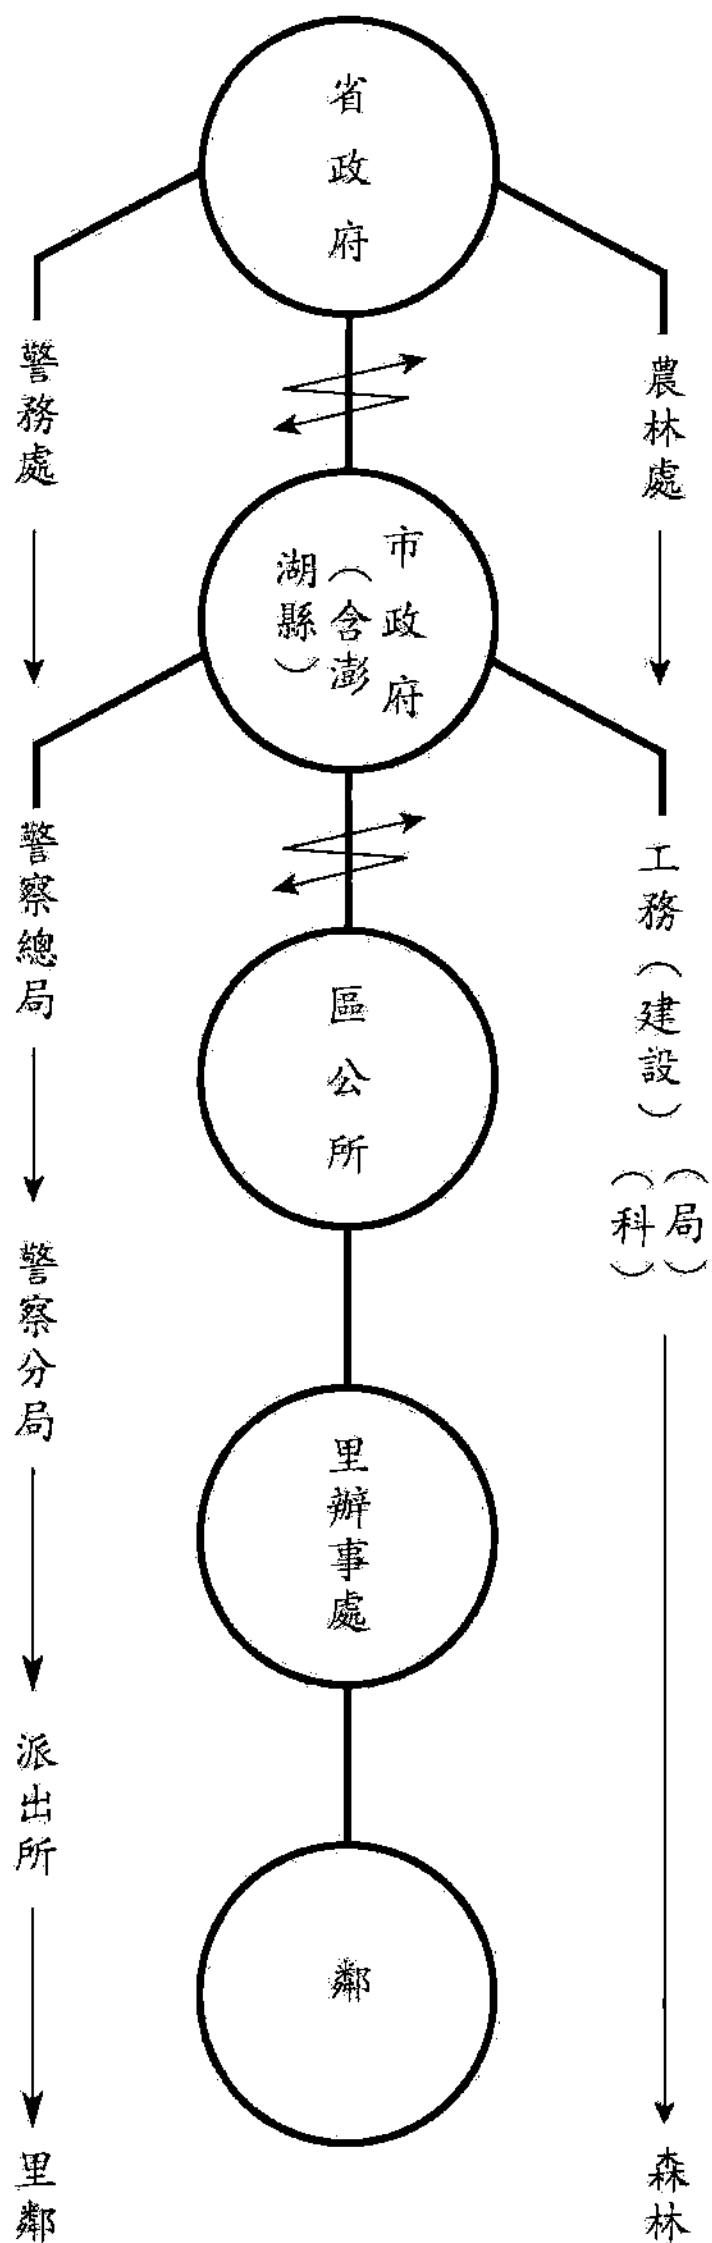 省政府
警務處
農林處
市政府
（含澎
湖縣）
警察總局
工務（建設）
（局）
（科）
區公所
警察分局
里辦事處
派出所
鄰
里鄰
森林